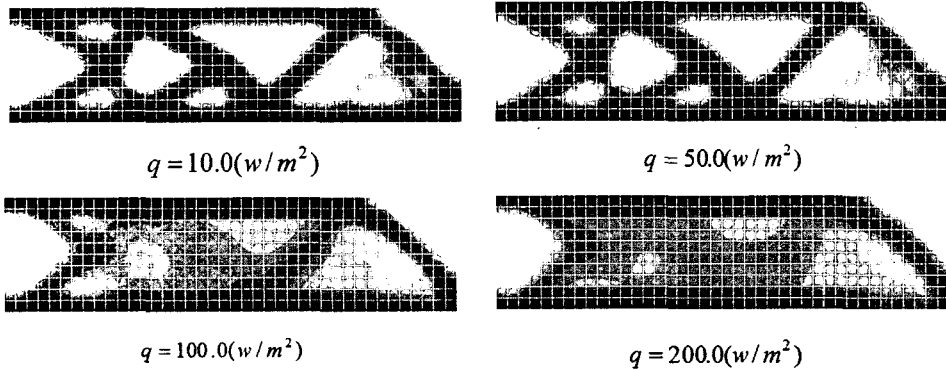 q = 10.0(w/m²)
q = 50.0(w/m²)
q = 100.0(w/m²)
q = 200.0(w/m²)